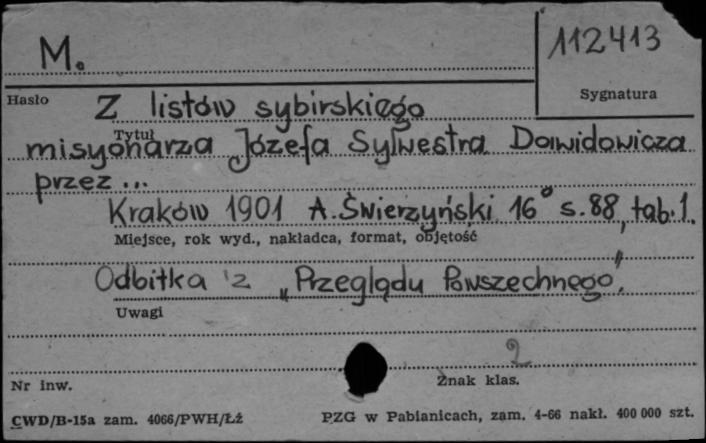 M.
112413
Hasło
Sygnatura
Z listów sybirskiego
Tytuł
misyonarza Józefa Sylwestra Dawidowicza
przez ...
Kraków 1901 A. Świerzyński 16° s. 88, tab. 1.
Miejsce, rok wyd., nakładca, format, objętość
Odbitka z „Przeglądu Powszechnego”.
Uwagi
2
Nr inw.
Znak klas.
CWD/B-15a zam. 4066/PWH/Łź PZG w Pabianicach, zam. 4-66 nakł. 400 000 szt.